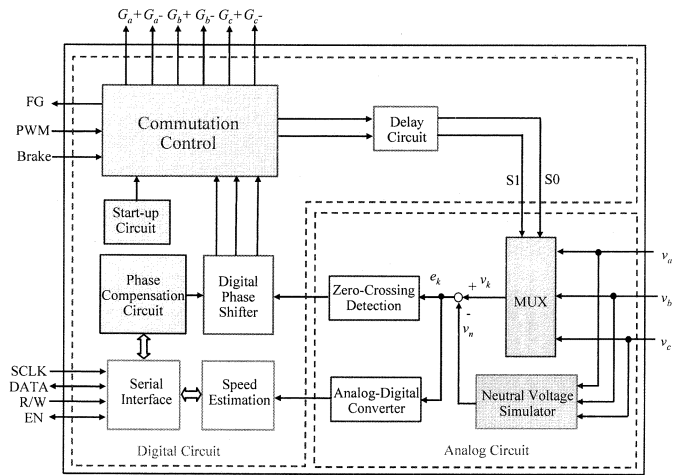 Ga+ Ga- Gb+ Gb- Gc+ Gc-
FG
PWM
Brake
Commutation
Control
Delay
Circuit
S1
S0
Start-up
Circuit
Phase
Compensation
Circuit
Digital
Phase
Shifter
Zero-Crossing
Detection
ek
+
vk
-
vn
MUX
va
vb
vc
SCLK
DATA
R/W
EN
Serial
Interface
Speed
Estimation
Analog-Digital
Converter
Neutral Voltage
Simulator
Digital Circuit
Analog Circuit